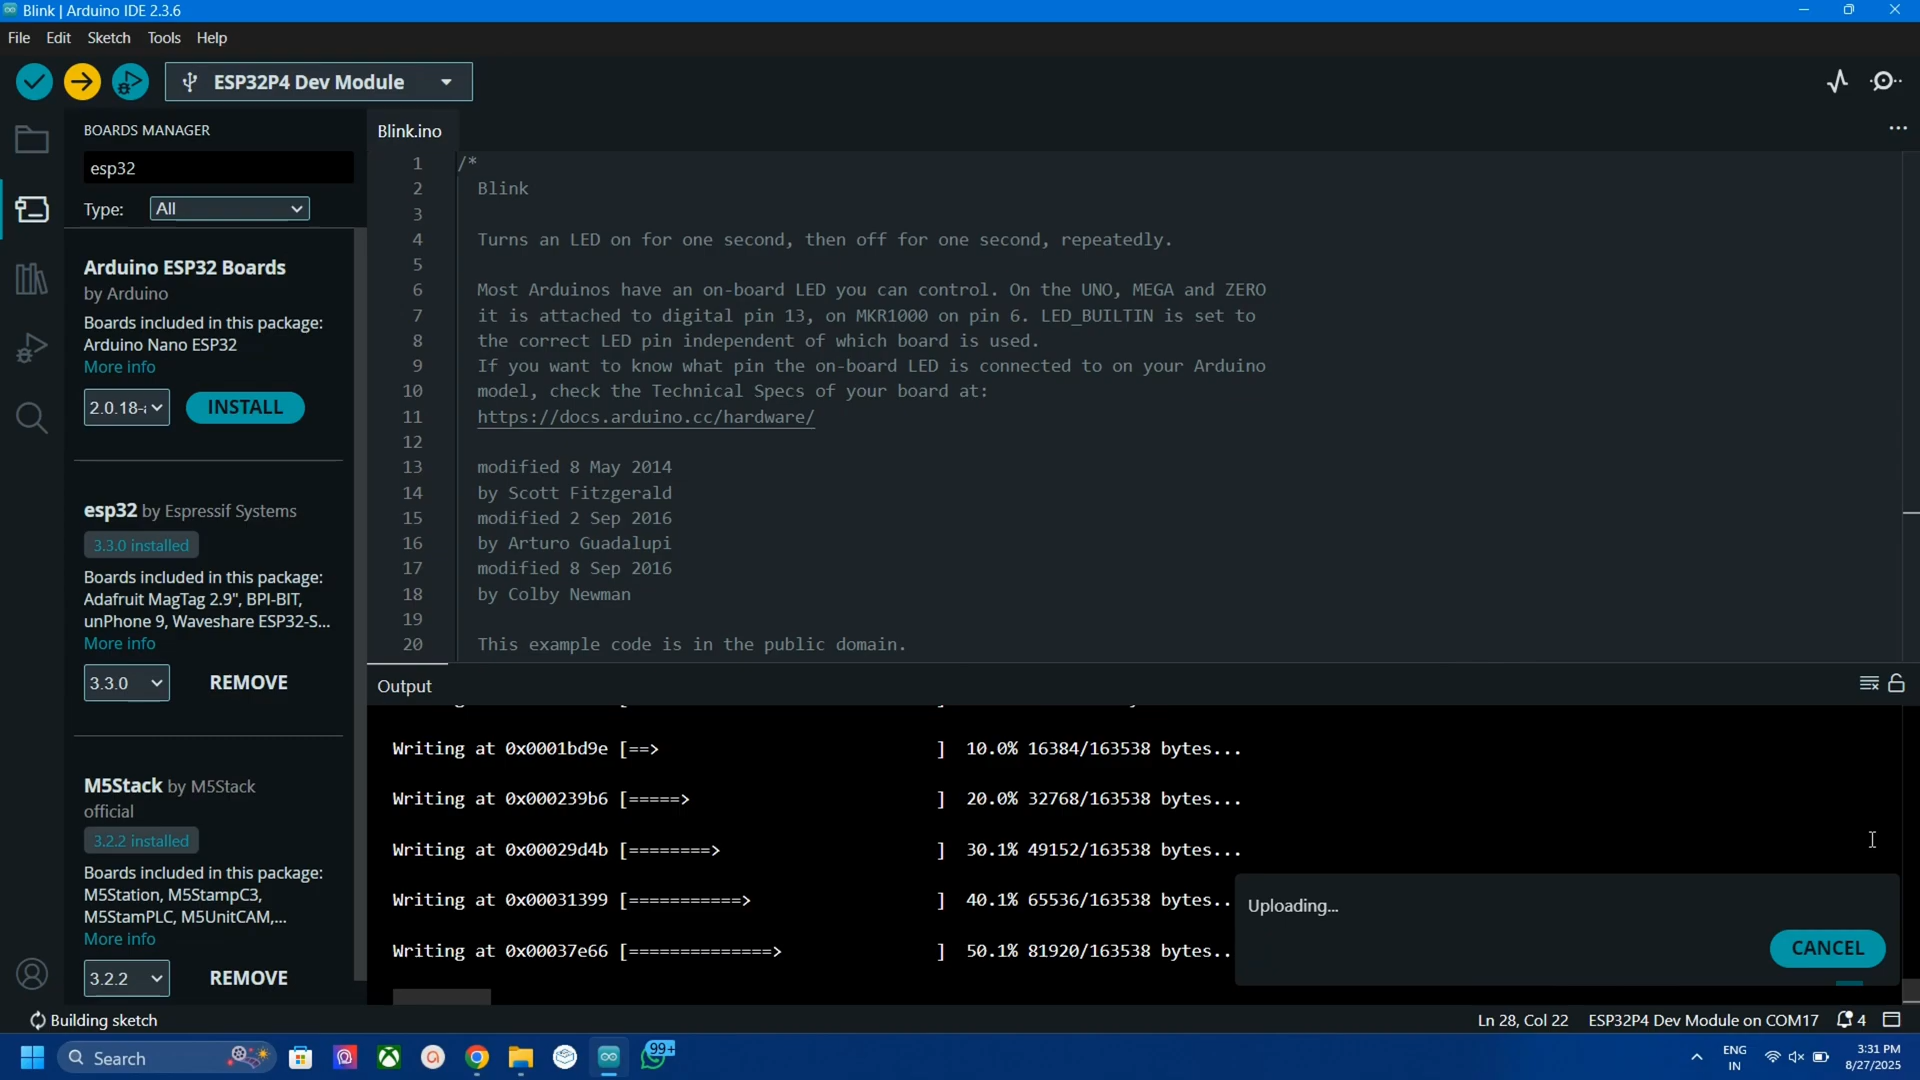 Blink | Arduino IDE 2.3.6
File Edit Sketch Tools Help
ESP32P4 Dev Module
BOARDS MANAGER
esp32
Type: All
Arduino ESP32 Boards
by Arduino
Boards included in this package:
Arduino Nano ESP32
More info
2.0.18-a INSTALL
esp32 by Espressif Systems
3.3.0 installed
Boards included in this package:
Adafruit MagTag 2.9", BPI-BIT,
unPhone 9, Waveshare ESP32-S...
More info
3.3.0 REMOVE
M5Stack by M5Stack
official
3.2.2 installed
Boards included in this package:
M5Station, M5StampC3,
M5StamPLC, M5UnitCAM,...
More info
3.2.2 REMOVE
Blink.ino
1 /*
2 Blink
3
4 Turns an LED on for one second, then off for one second, repeatedly.
5
6 Most Arduinos have an on-board LED you can control. On the UNO, MEGA and ZERO
7 it is attached to digital pin 13, on MKR1000 on pin 6. LED_BUILTIN is set to
8 the correct LED pin independent of which board is used.
9 If you want to know what pin the on-board LED is connected to on your Arduino
10 model, check the Technical Specs of your board at:
11 https://docs.arduino.cc/hardware/
12
13 modified 8 May 2014
14 by Scott Fitzgerald
15 modified 2 Sep 2016
16 by Arturo Guadalupi
17 modified 8 Sep 2016
18 by Colby Newman
19
20 This example code is in the public domain.
Output
Writing at 0x0001bd9e [==> ] 10.0% 16384/163538 bytes...
Writing at 0x000239b6 [=====> ] 20.0% 32768/163538 bytes...
Writing at 0x00029d4b [========> ] 30.1% 49152/163538 bytes...
Writing at 0x00031399 [===========> ] 40.1% 65536/163538 bytes..
Writing at 0x00037e66 [==============> ] 50.1% 81920/163538 bytes..
Uploading...
CANCEL
Building sketch
Ln 28, Col 22 ESP32P4 Dev Module on COM17 4
Search
99+
ENG
IN
3:31 PM
8/27/2025